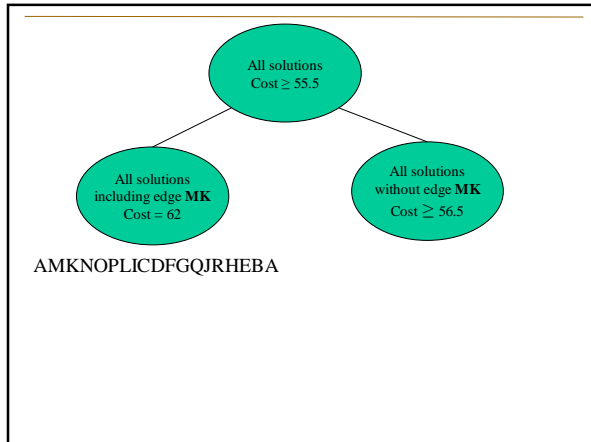 All solutions
Cost ≥ 55.5
All solutions
including edge MK
Cost = 62
All solutions
without edge MK
Cost ≥ 56.5
AMKNOPLICDFGQJRHEBA